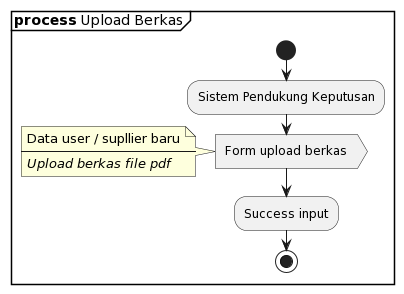 process Upload Berkas
Sistem Pendukung Keputusan
Data user / supllier baru
Upload berkas file pdf
Form upload berkas
Success input